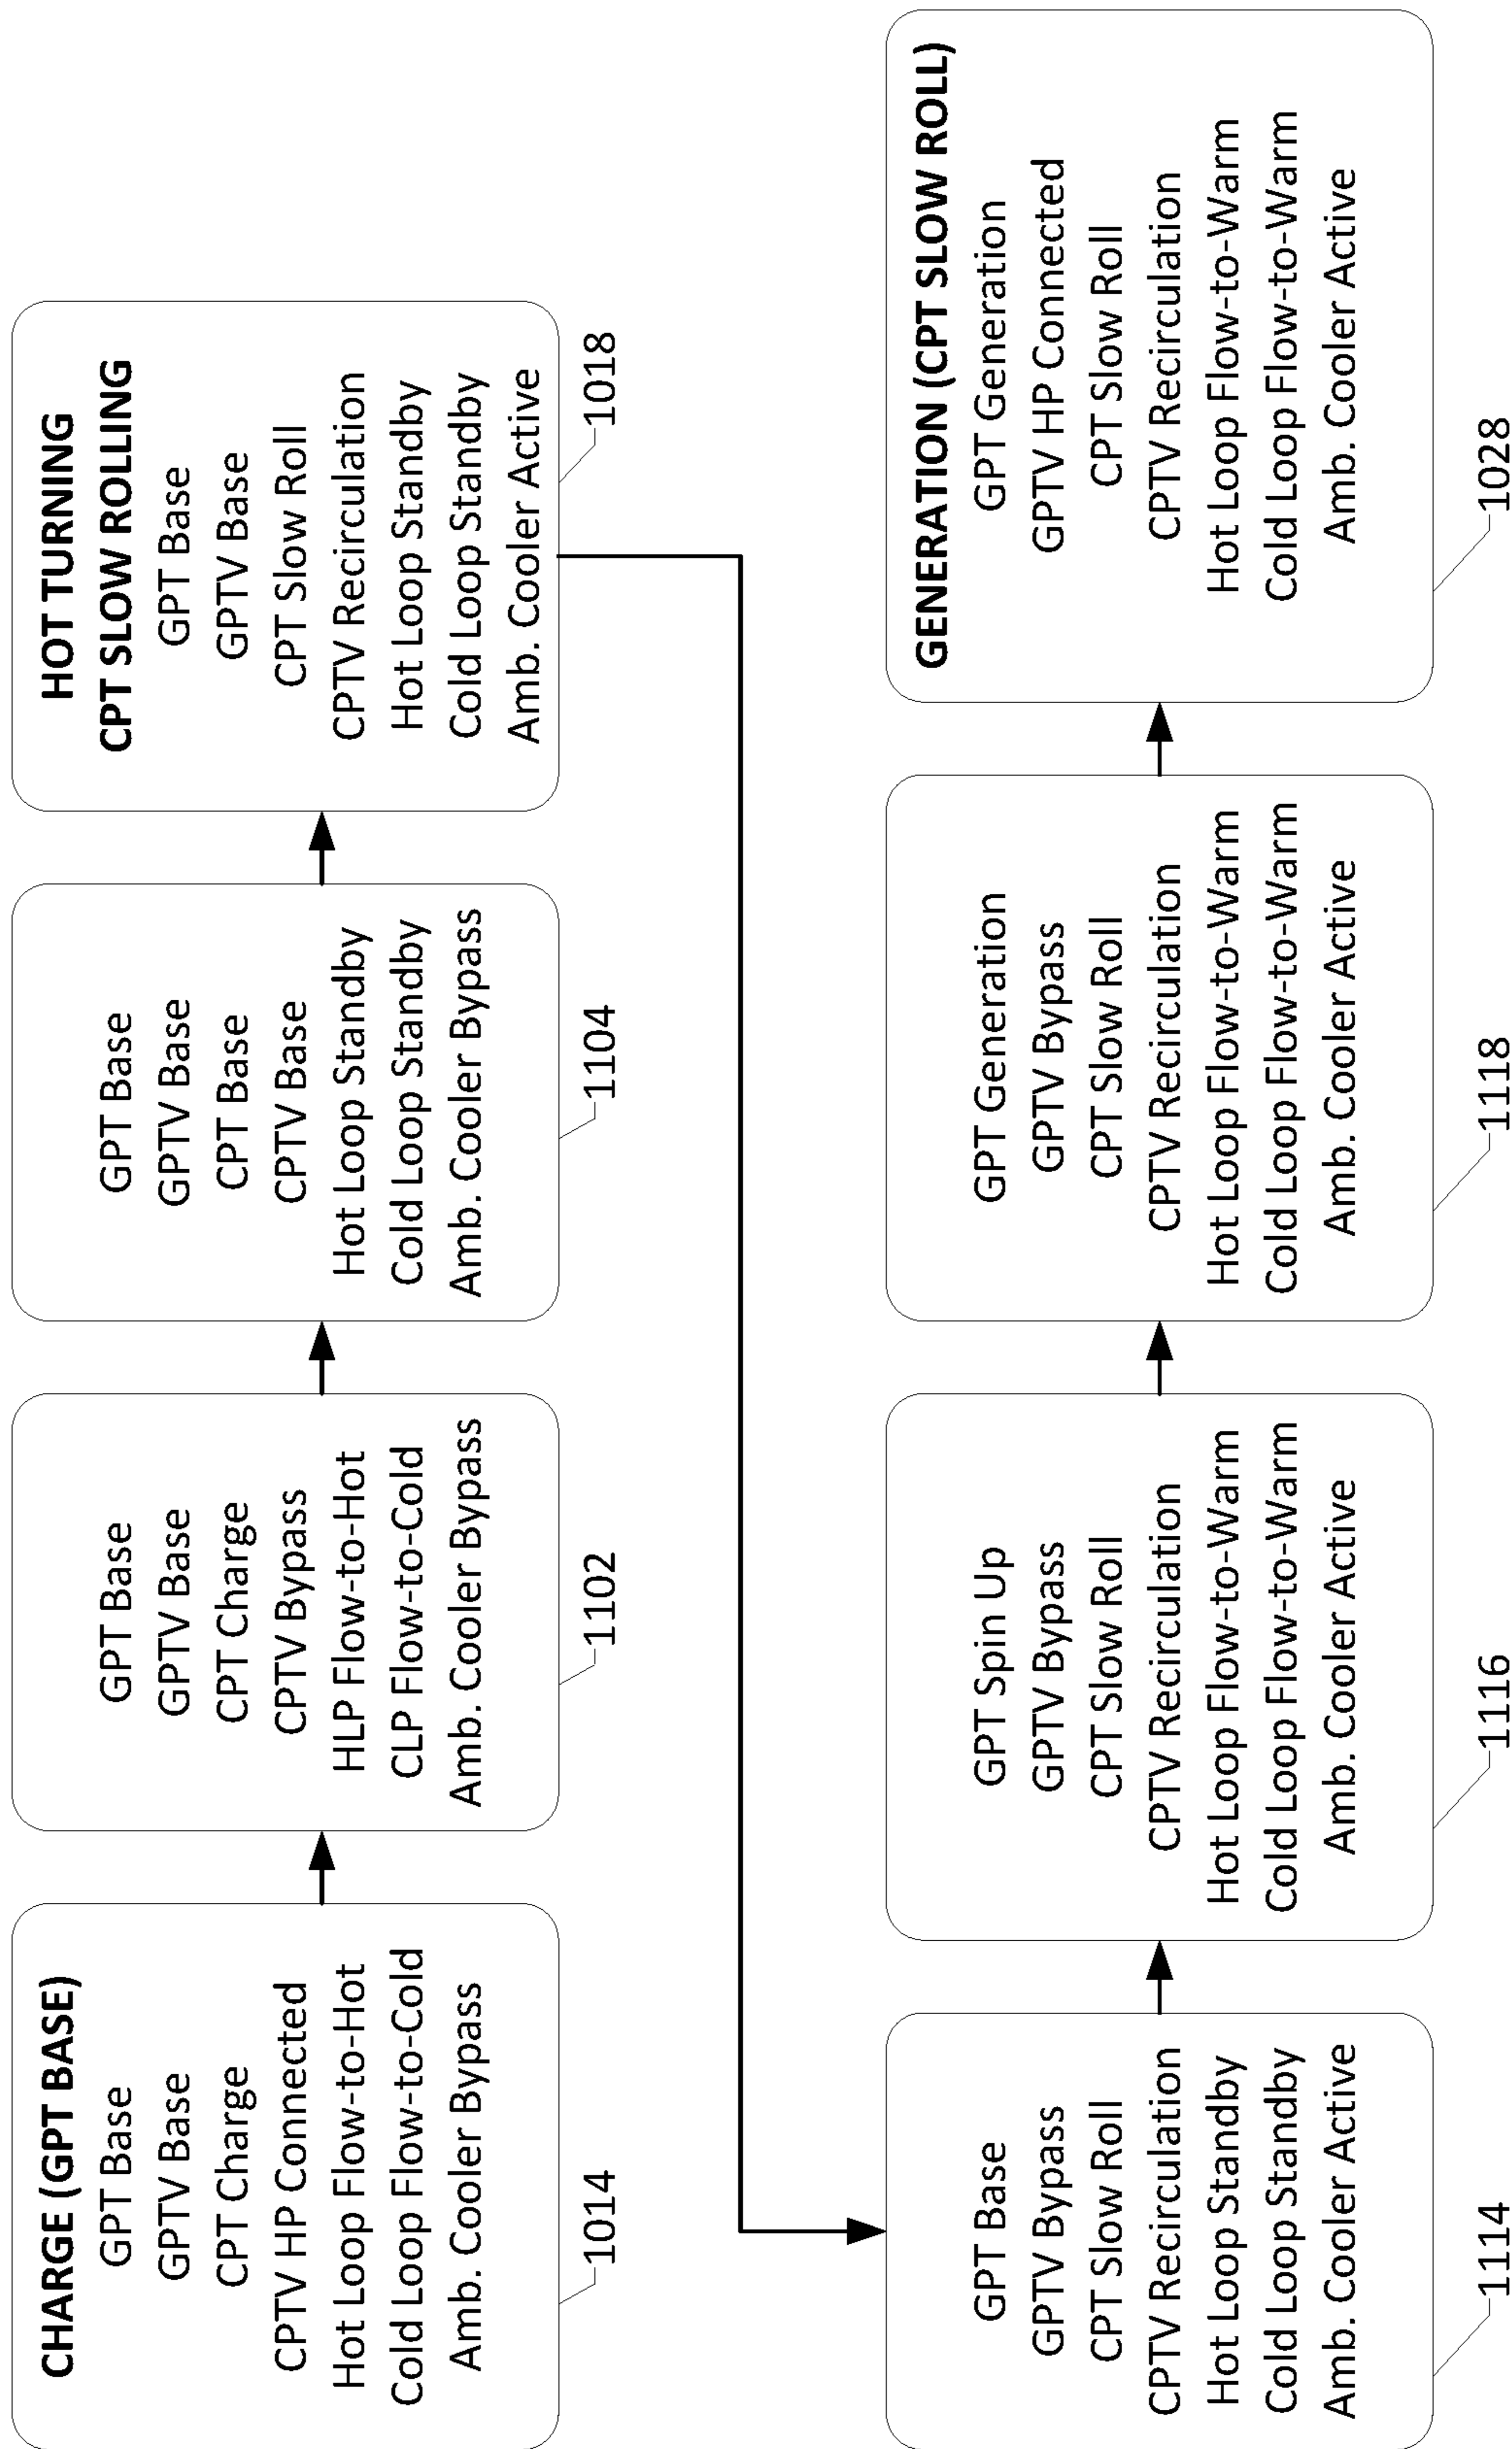 CHARGE (GPT BASE)
GPT Base
GPTV Base
CPT Charge
CPTV HP Connected
Hot Loop Flow-to-Hot
Cold Loop Flow-to-Cold
Amb. Cooler Bypass
1014
GPT Base
GPTV Base
CPT Charge
CPTV Bypass
HLP Flow-to-Hot
CLP Flow-to-Cold
Amb. Cooler Bypass
1102
GPT Base
GPTV Base
CPT Base
CPTV Base
Hot Loop Standby
Cold Loop Standby
Amb. Cooler Bypass
1104
HOT TURNING
CPT SLOW ROLLING
GPT Base
GPTV Base
CPT Slow Roll
CPTV Recirculation
Hot Loop Standby
Cold Loop Standby
Amb. Cooler Active
1018
GPT Base
GPTV Bypass
CPT Slow Roll
CPTV Recirculation
Hot Loop Standby
Cold Loop Standby
Amb. Cooler Active
1114
GPT Spin Up
GPTV Bypass
CPT Slow Roll
CPTV Recirculation
Hot Loop Flow-to-Warm
Cold Loop Flow-to-Warm
Amb. Cooler Active
1116
GPT Generation
GPTV Bypass
CPT Slow Roll
CPTV Recirculation
Hot Loop Flow-to-Warm
Cold Loop Flow-to-Warm
Amb. Cooler Active
1118
GENERATION (CPT SLOW ROLL)
GPT Generation
GPTV HP Connected
CPT Slow Roll
CPTV Recirculation
Hot Loop Flow-to-Warm
Cold Loop Flow-to-Warm
Amb. Cooler Active
1028